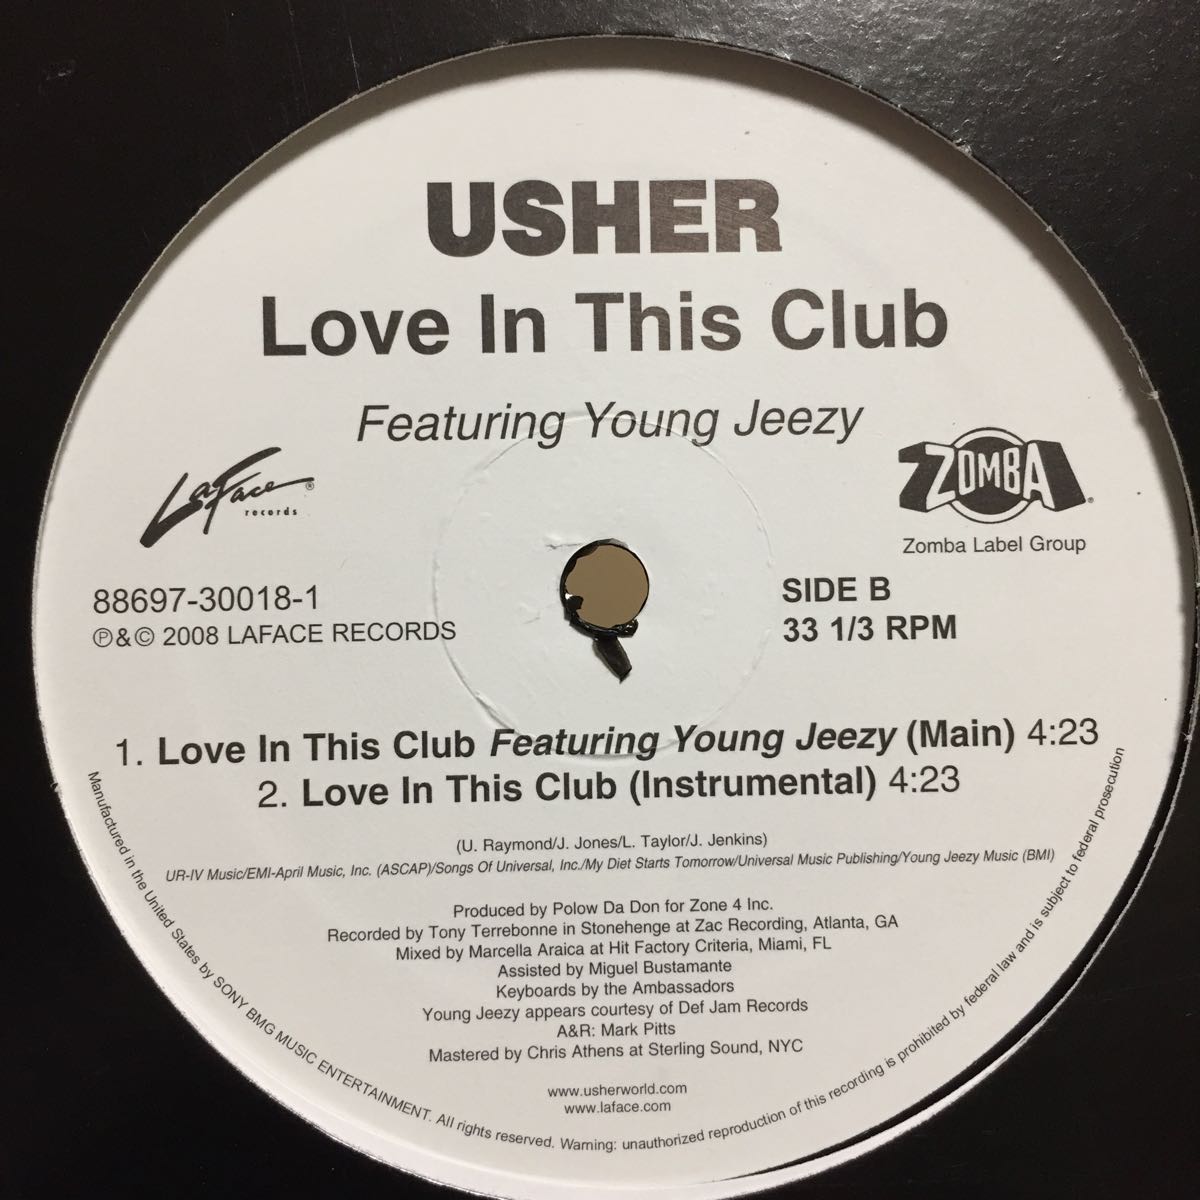 USHER
Love In This Club
Featuring Young Jeezy
LaFace®
records
ZOMBA®
Zomba Label Group
88697-30018-1
℗&© 2008 LAFACE RECORDS
SIDE B
33 1/3 RPM
1. Love In This Club Featuring Young Jeezy (Main) 4:23
2. Love In This Club (Instrumental) 4:23
(U. Raymond/J. Jones/L. Taylor/J. Jenkins)
UR-IV Music/EMI-April Music, Inc. (ASCAP)/Songs Of Universal, Inc./My Diet Starts Tomorrow/Universal Music Publishing/Young Jeezy Music (BMI)
Produced by Polow Da Don for Zone 4 Inc.
Recorded by Tony Terrebonne in Stonehenge at Zac Recording, Atlanta, GA
Mixed by Marcella Araica at Hit Factory Criteria, Miami, FL
Assisted by Miguel Bustamante
Keyboards by the Ambassadors
Young Jeezy appears courtesy of Def Jam Records
A&R: Mark Pitts
Mastered by Chris Athens at Sterling Sound, NYC
www.usherworld.com
www.laface.com
Manufactured in the United States by SONY BMG MUSIC ENTERTAINMENT. All rights reserved. Warning: unauthorized reproduction of this recording is prohibited by federal law and is subject to federal prosecution